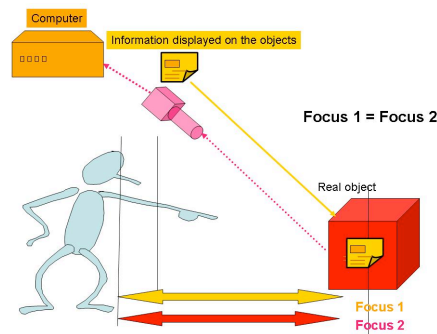 Computer
Information displayed on the objects
Focus 1 = Focus 2
Real object
Focus 1
Focus 2